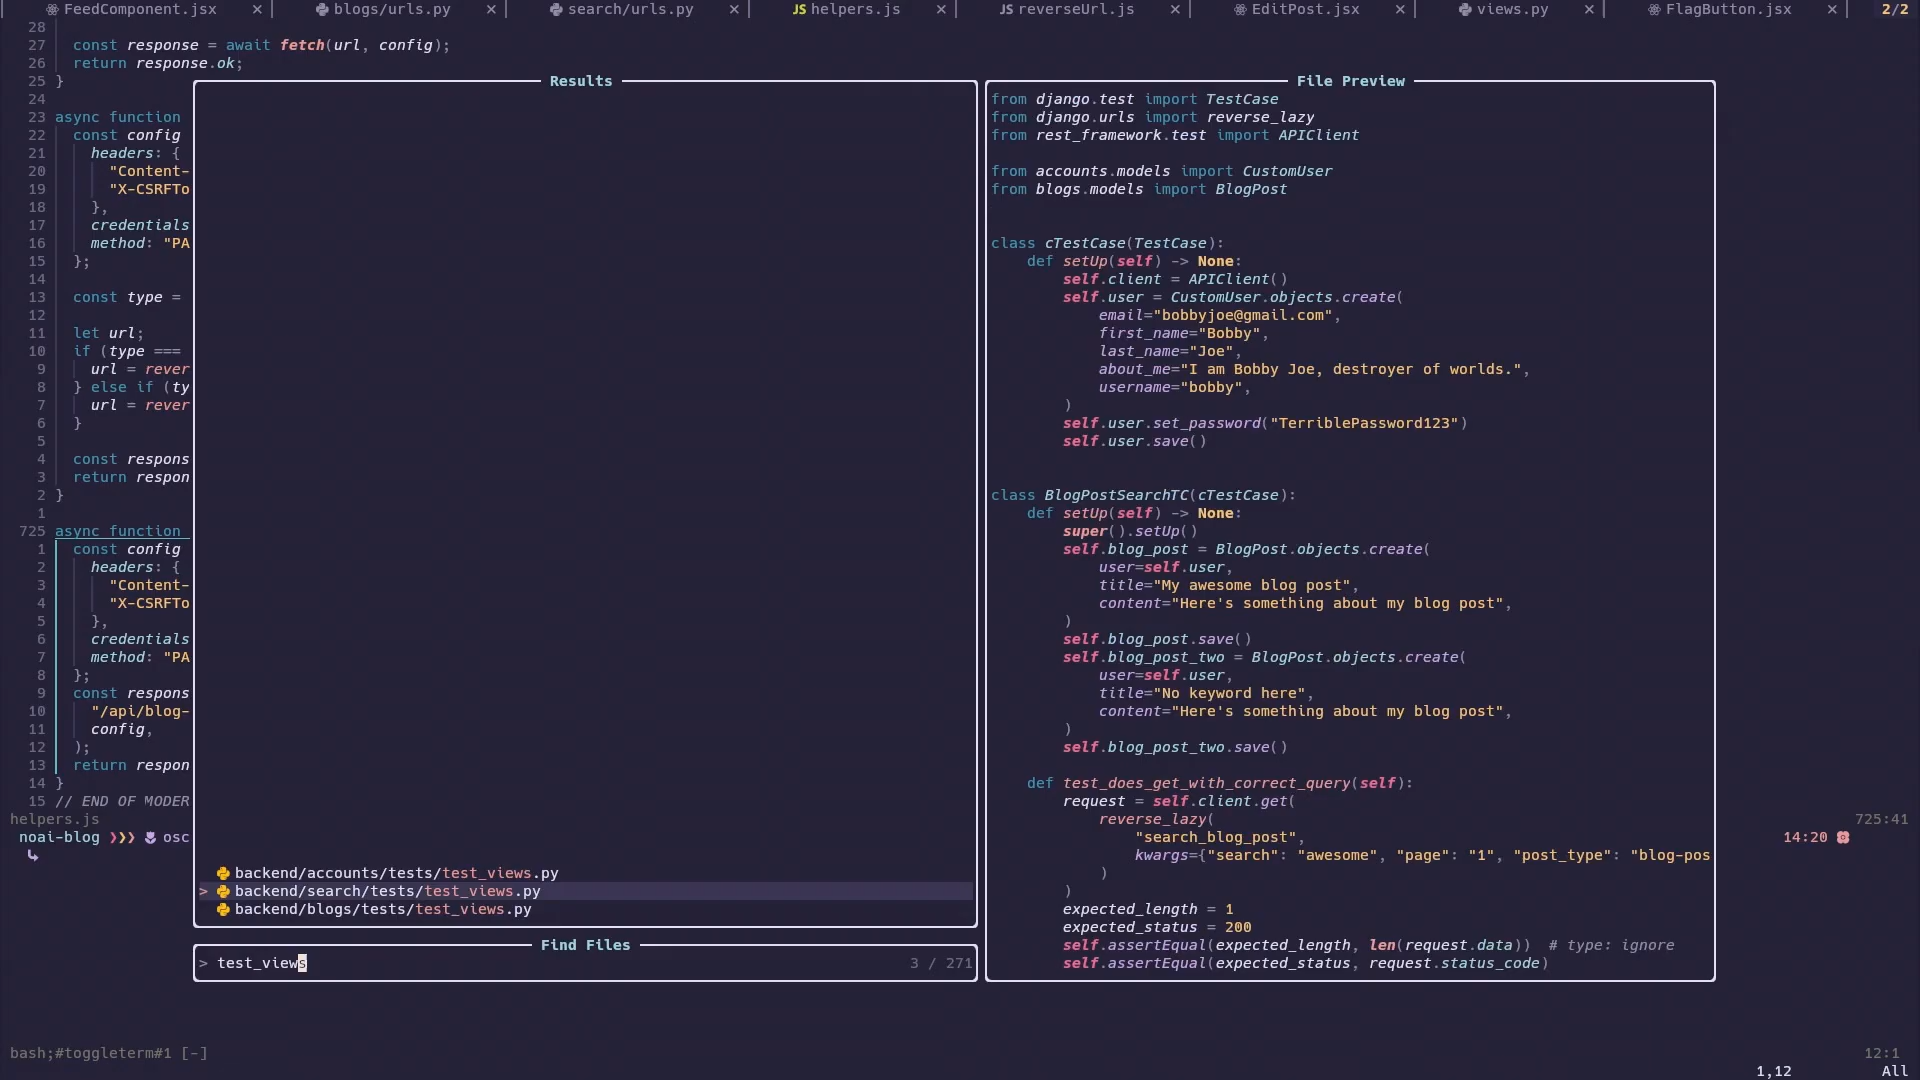 FeedComponent.jsx × blogs/urls.py × search/urls.py × JS helpers.js × JS reverseUrl.js × EditPost.jsx × views.py × FlagButton.jsx × 2/2
28
27 const response = await fetch(url, config);
26 return response.ok;
25 }
24
23 async function
22 const config
21 headers: {
20 "Content-
19 "X-CSRFTo
18 },
17 credentials
16 method: "PA
15 };
14
13 const type =
12
11 let url;
10 if (type ===
9 url = rever
8 } else if (ty
7 url = rever
6 }
5
4 const respons
3 return respon
2 }
1
725 async function
1 const config
2 headers: {
3 "Content-
4 "X-CSRFTo
5 },
6 credentials
7 method: "PA
8 };
9 const respons
10 "/api/blog-
11 config,
12 );
13 return respon
14 }
15 // END OF MODER
helpers.js 725:41
noai-blog ❯❯❯ osc 14:20
Results
backend/accounts/tests/test_views.py
> backend/search/tests/test_views.py
backend/blogs/tests/test_views.py
Find Files
> test_views 3 / 271
File Preview
from django.test import TestCase
from django.urls import reverse_lazy
from rest_framework.test import APIClient

from accounts.models import CustomUser
from blogs.models import BlogPost

class cTestCase(TestCase):
def setUp(self) -> None:
self.client = APIClient()
self.user = CustomUser.objects.create(
email="bobbyjoe@gmail.com",
first_name="Bobby",
last_name="Joe",
about_me="I am Bobby Joe, destroyer of worlds.",
username="bobby",
)
self.user.set_password("TerriblePassword123")
self.user.save()

class BlogPostSearchTC(cTestCase):
def setUp(self) -> None:
super().setUp()
self.blog_post = BlogPost.objects.create(
user=self.user,
title="My awesome blog post",
content="Here's something about my blog post",
)
self.blog_post.save()
self.blog_post_two = BlogPost.objects.create(
user=self.user,
title="No keyword here",
content="Here's something about my blog post",
)
self.blog_post_two.save()

def test_does_get_with_correct_query(self):
request = self.client.get(
reverse_lazy(
"search_blog_post",
kwargs={"search": "awesome", "page": "1", "post_type": "blog-pos
)
)
expected_length = 1
expected_status = 200
self.assertEqual(expected_length, len(request.data)) # type: ignore
self.assertEqual(expected_status, request.status_code)
bash;#toggleterm#1 [-] 12:1
1,12 All